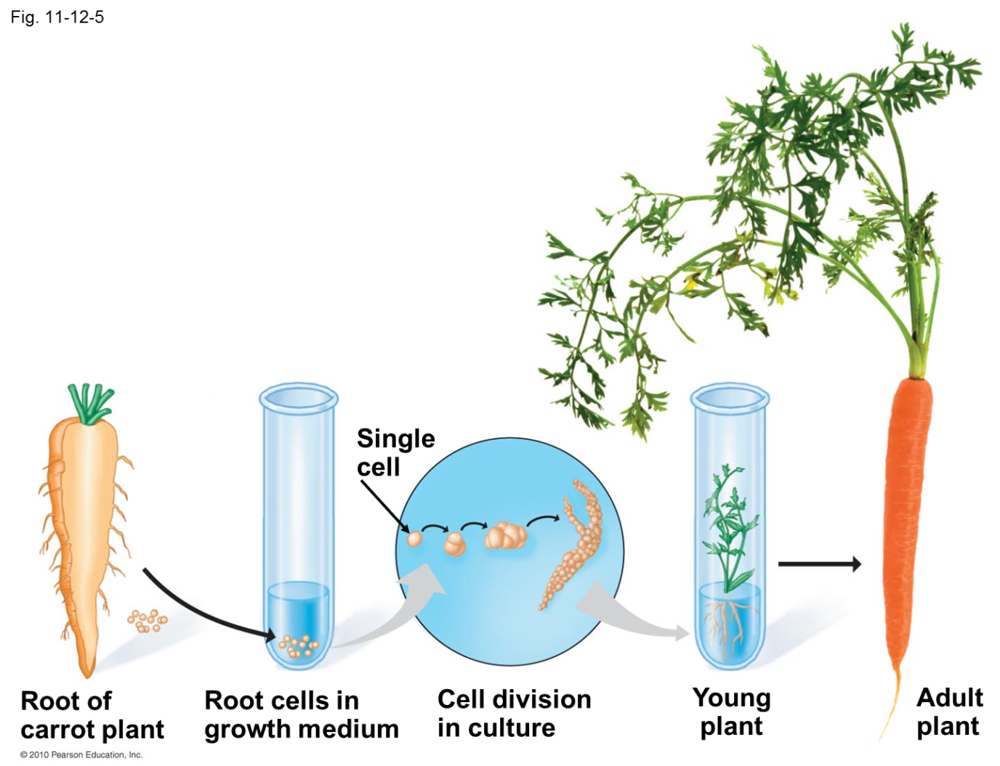 Fig. 11-12-5
Single
cell
Root of
carrot plant
Root cells in
growth medium
Cell division
in culture
Young
plant
Adult
plant
© 2010 Pearson Education, Inc.